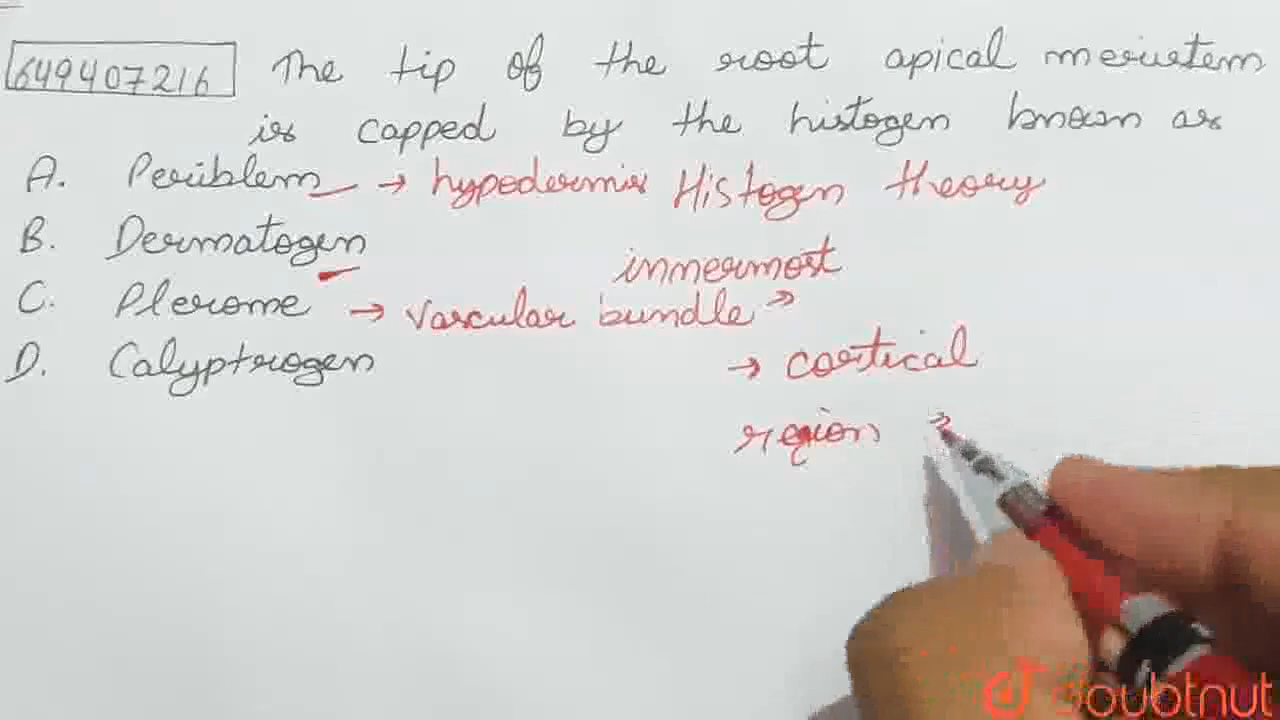 649407216 The tip of the root apical meristem
is capped by the histogen known as
A. Periblem → hypodermis Histogen theory
B. Dermatogen
innermost
C. Plerome → vascular bundle
D. Calyptrogen
→ cortical
region
doubtnut